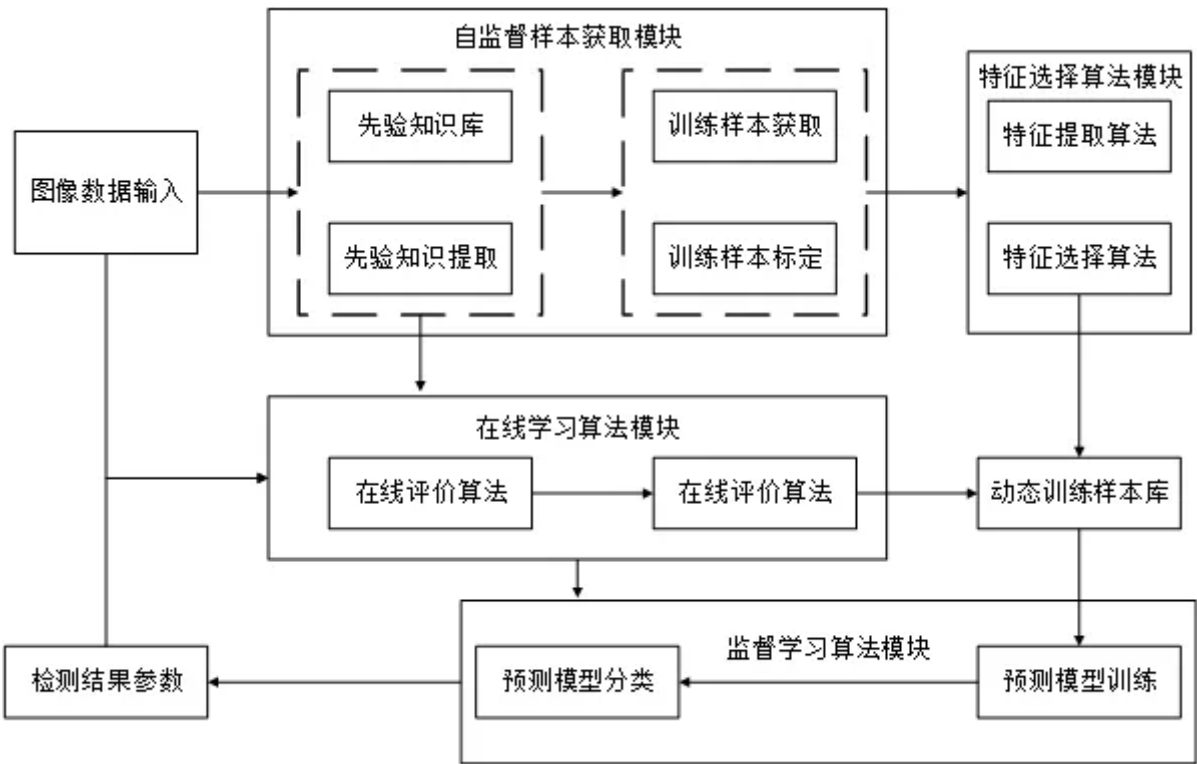 自监督样本获取模块
先验知识库
训练样本获取
先验知识提取
训练样本标定
特征选择算法模块
特征提取算法
特征选择算法
图像数据输入
在线学习算法模块
在线评价算法
在线评价算法
动态训练样本库
监督学习算法模块
预测模型分类
预测模型训练
检测结果参数